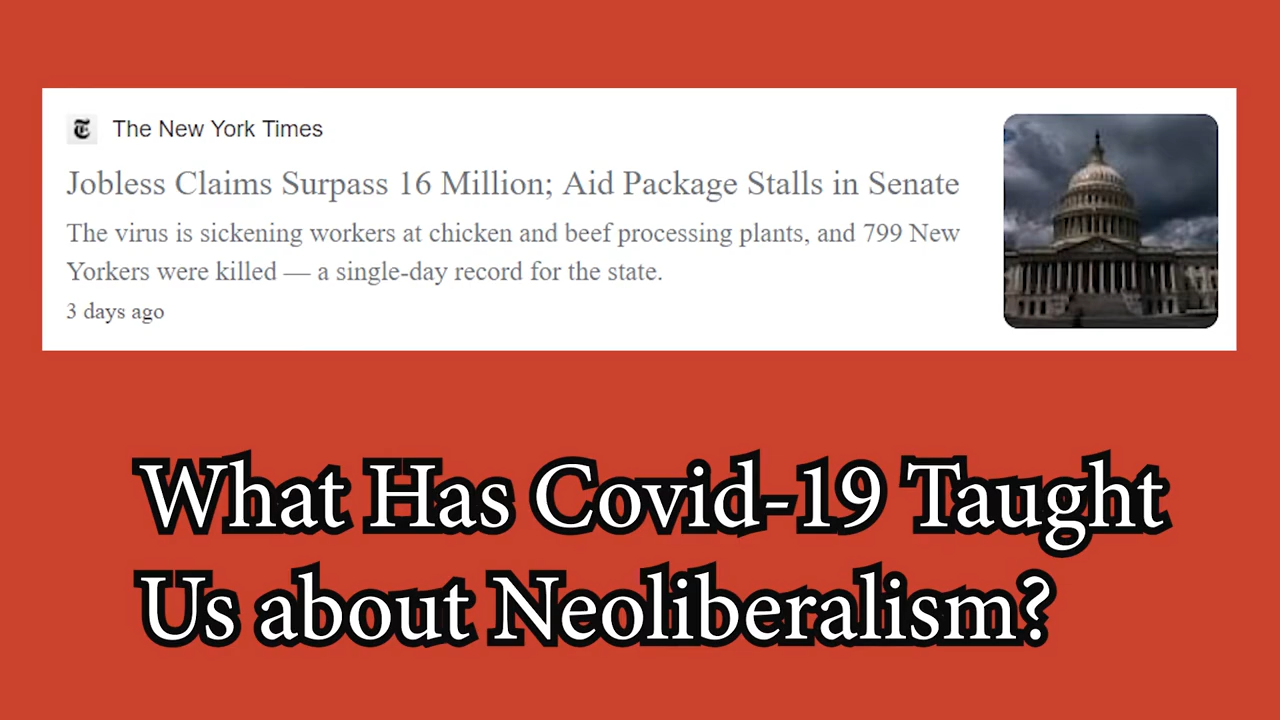 The New York Times
Jobless Claims Surpass 16 Million; Aid Package Stalls in Senate
The virus is sickening workers at chicken and beef processing plants, and 799 New
Yorkers were killed — a single-day record for the state.
3 days ago
What Has Covid-19 Taught
Us about Neoliberalism?